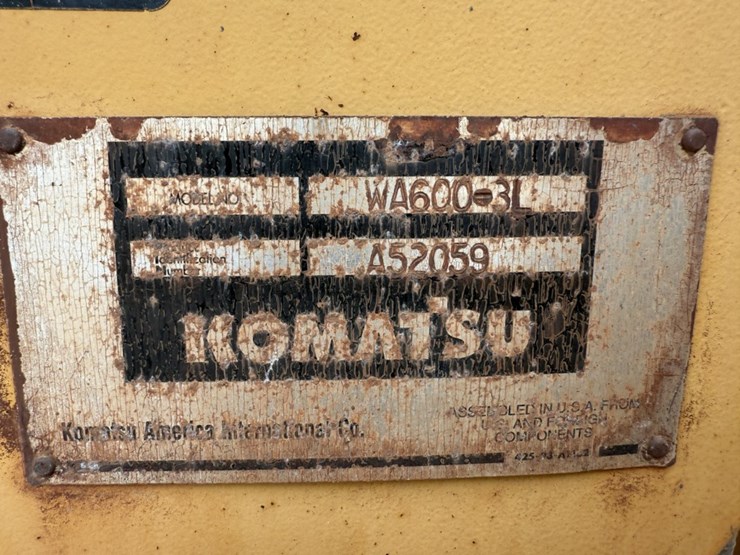 MODEL NO
WA600-3L
Identification
Number
A52059
KOMATSU
Komatsu America International Co.
ASSEMBLED IN U.S.A. FROM
U.S. AND FOREIGN
COMPONENTS